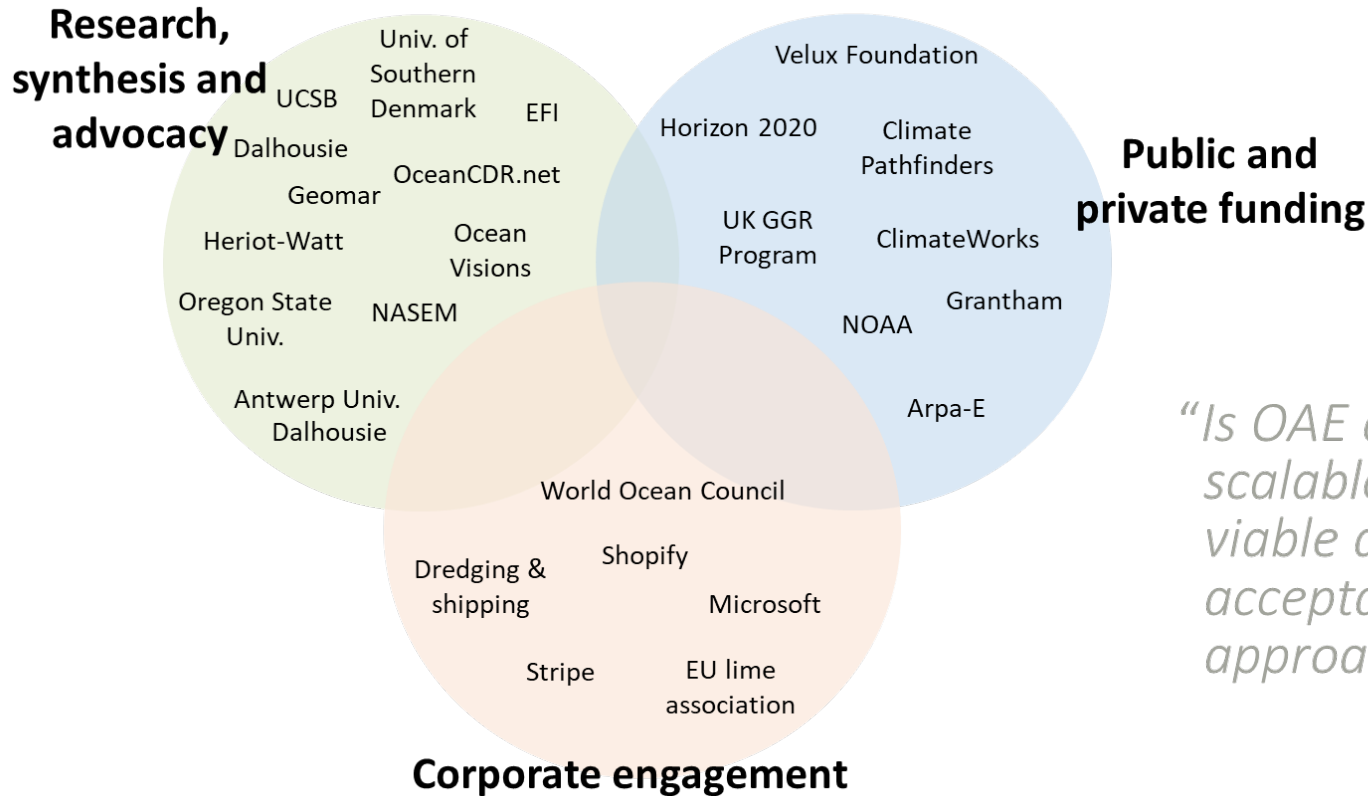 Research,
synthesis and
advocacy
Univ. of
Southern
Denmark
UCSB
EFI
Dalhousie
OceanCDR.net
Geomar
Heriot-Watt
Ocean
Visions
Oregon State
Univ.
NASEM
Antwerp Univ.
Dalhousie
Velux Foundation
Horizon 2020
Climate
Pathfinders
UK GGR
Program
ClimateWorks
Grantham
NOAA
Arpa-E
Public and
private funding
World Ocean Council
Shopify
Dredging &
shipping
Microsoft
Stripe
EU lime
association
Corporate engagement
“Is OAE
scalable
viable